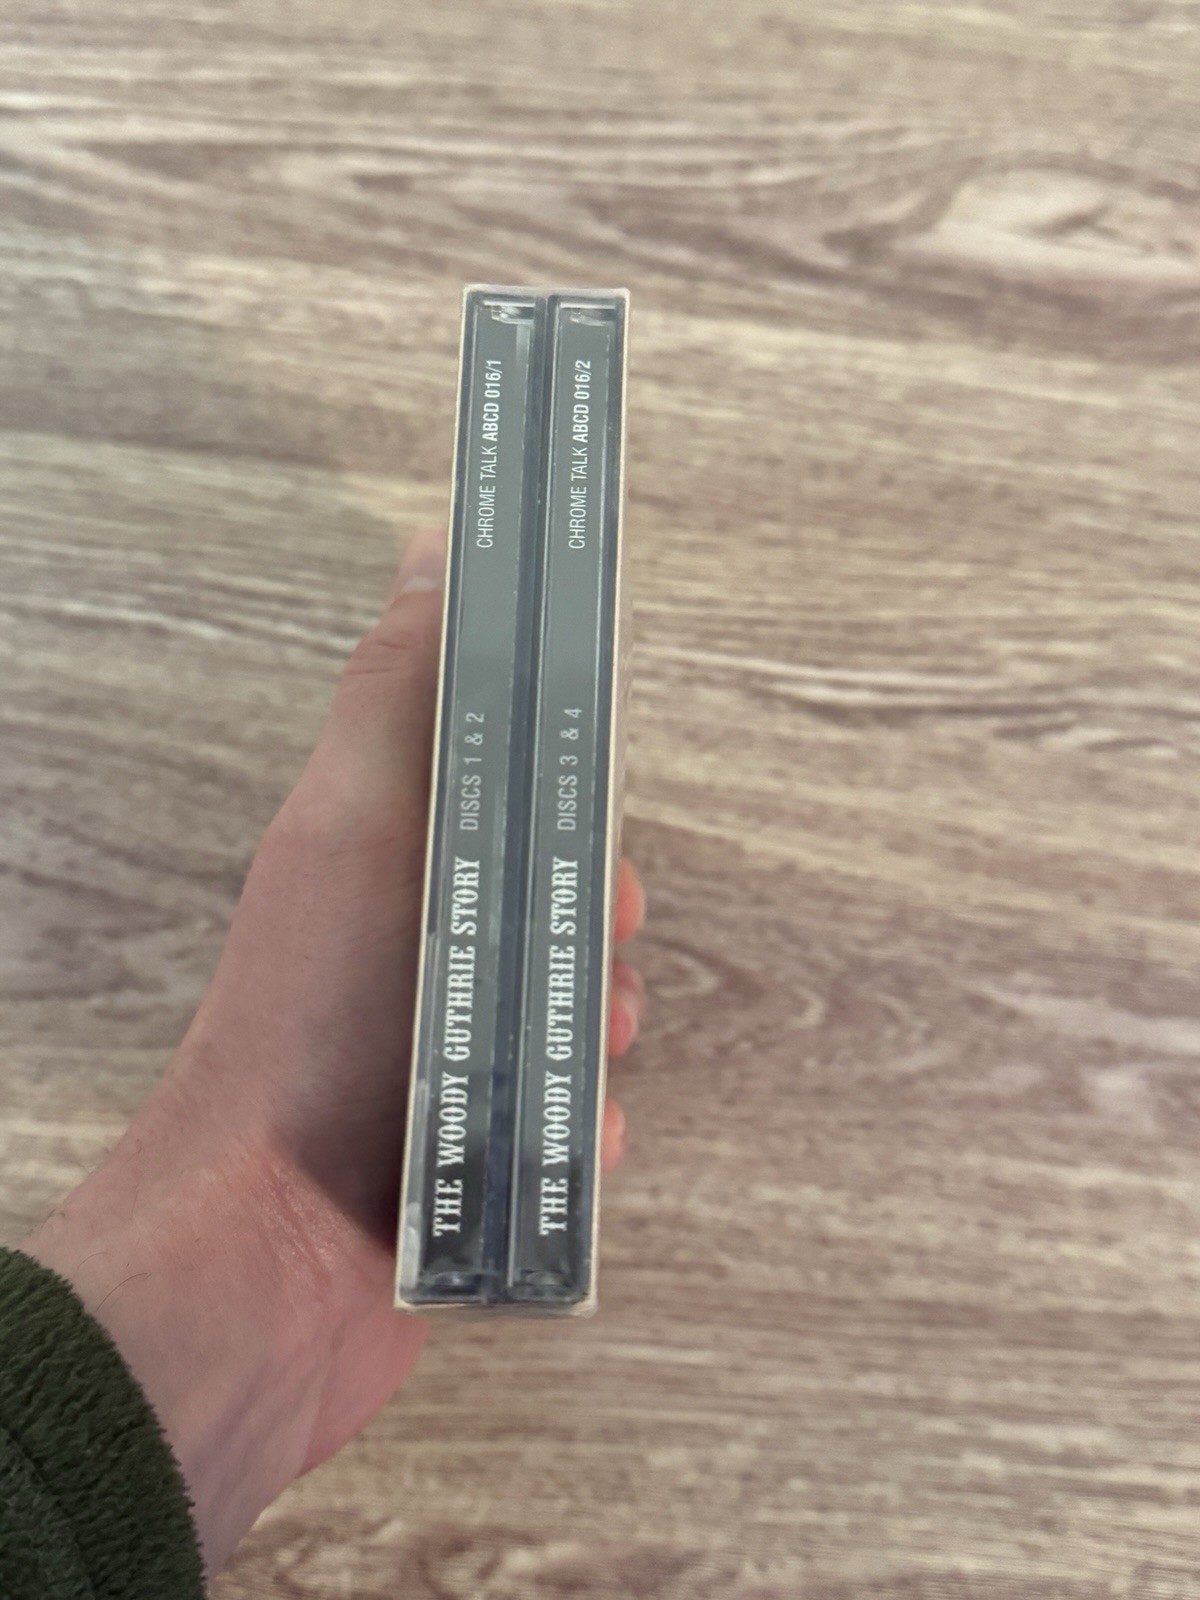 THE WOODY GUTHRIE STORY DISCS 1 & 2 CHROME TALK ABCD 016/1
THE WOODY GUTHRIE STORY DISCS 3 & 4 CHROME TALK ABCD 016/2